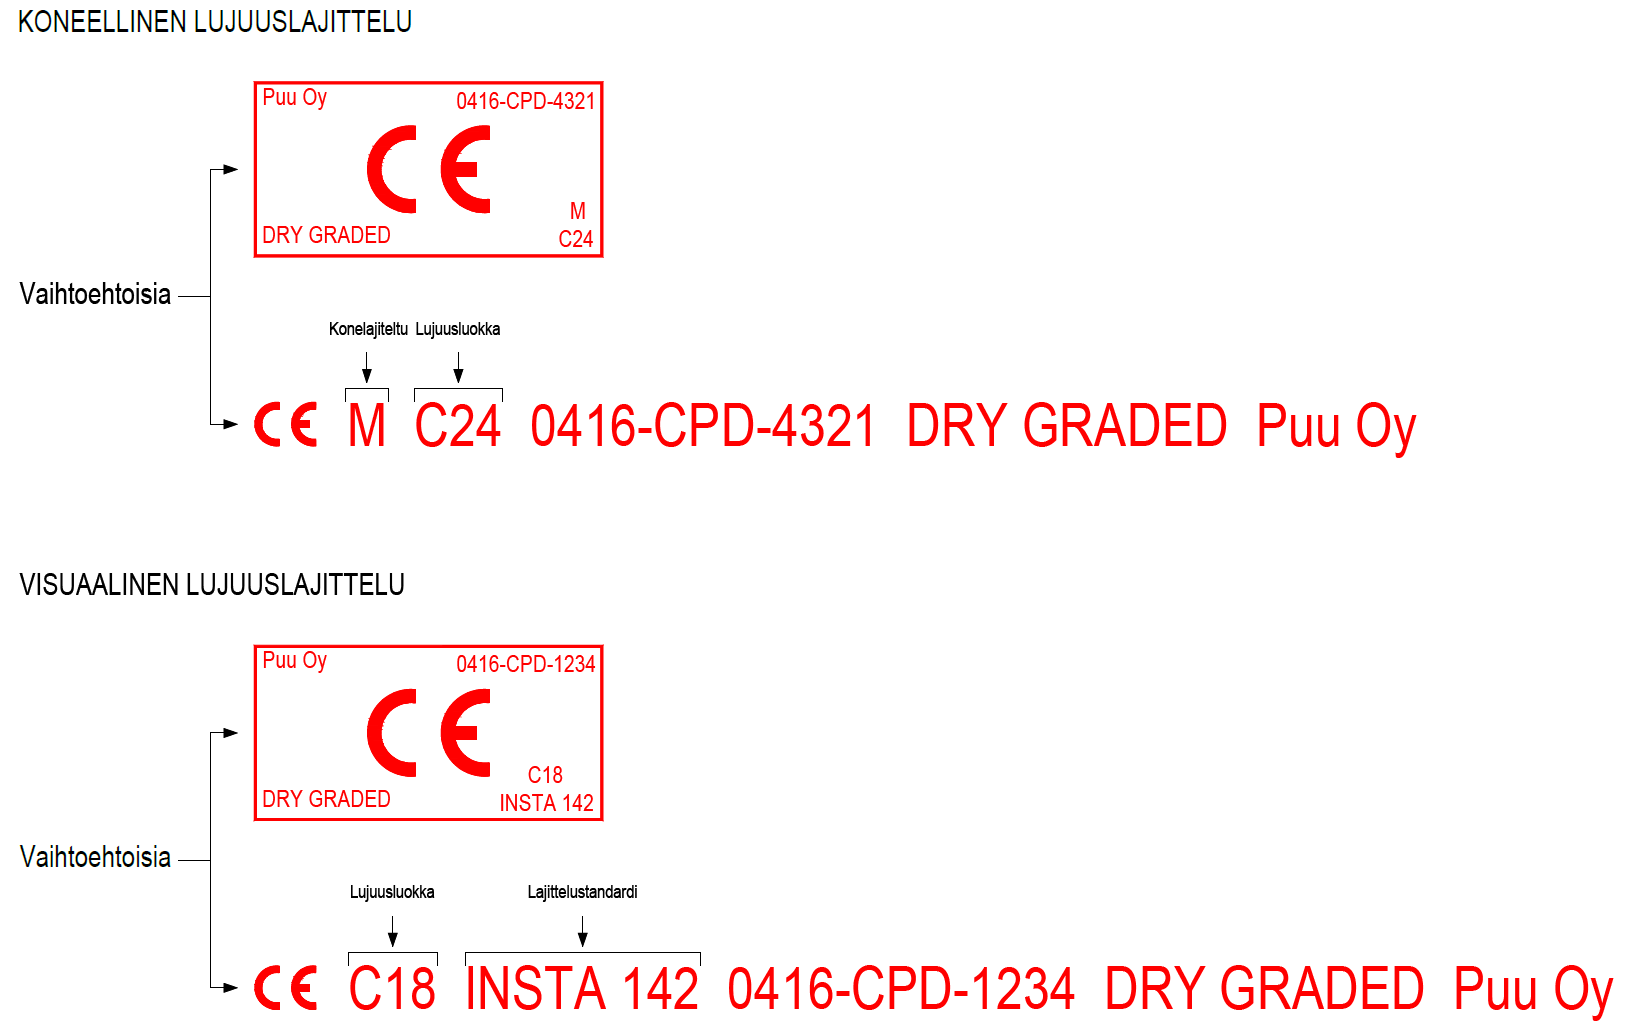 KONEELLINEN LUJUUSLAJITTELU
Puu Oy 0416-CPD-4321
CE
M
DRY GRADED C24
Vaihtoehtoisia
Konelajiteltu Lujuusluokka
CE M C24 0416-CPD-4321 DRY GRADED Puu Oy
VISUAALINEN LUJUUSLAJITTELU
Puu Oy 0416-CPD-1234
CE
C18
DRY GRADED INSTA 142
Vaihtoehtoisia
Lujuusluokka Lajittelustandardi
CE C18 INSTA 142 0416-CPD-1234 DRY GRADED Puu Oy